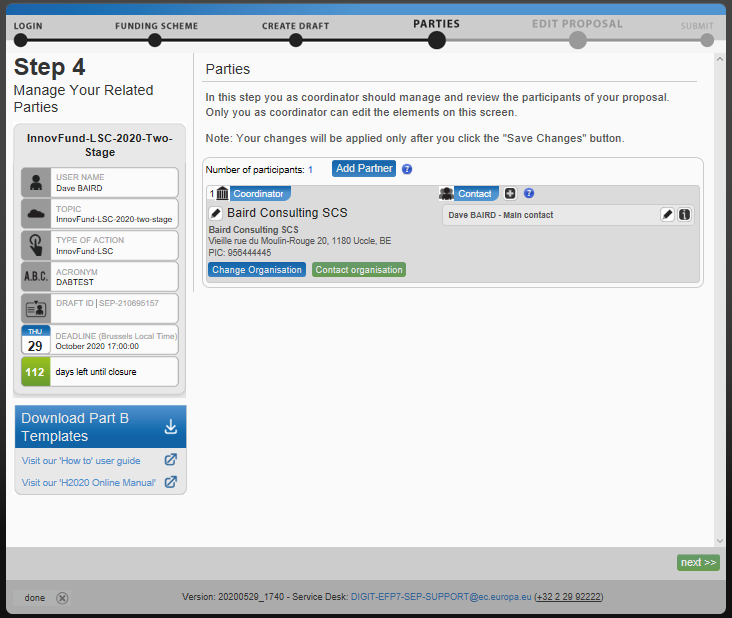 LOGIN
FUNDING SCHEME
CREATE DRAFT
PARTIES
EDIT PROPOSAL
SUBMIT
Step 4
Manage Your Related
Parties
InnovFund-LSC-2020-Two-
Stage
USER NAME
Dave BAIRD
TOPIC
InnovFund-LSC-2020-two-stage
TYPE OF ACTION
InnovFund-LSC
A.B.C.
ACRONYM
DABTEST
DRAFT ID | SEP-210695157
THU
29
DEADLINE (Brussels Local Time)
October 2020 17:00:00
112
days left until closure
Download Part B
Templates
Visit our 'How to' user guide
Visit our 'H2020 Online Manual'
Parties
In this step you as coordinator should manage and review the participants of your proposal.
Only you as coordinator can edit the elements on this screen.
Note: Your changes will be applied only after you click the "Save Changes" button.
Number of participants: 1
Add Partner
?
1
Coordinator
Contact
?
Baird Consulting SCS
Baird Consulting SCS
Vieille rue du Moulin-Rouge 20, 1180 Uccle, BE
PIC: 956444445
Change Organisation
Contact organisation
Dave BAIRD - Main contact
next >>
done
Version: 20200529_1740 - Service Desk: DIGIT-EFP7-SEP-SUPPORT@ec.europa.eu (+32 2 29 92222)